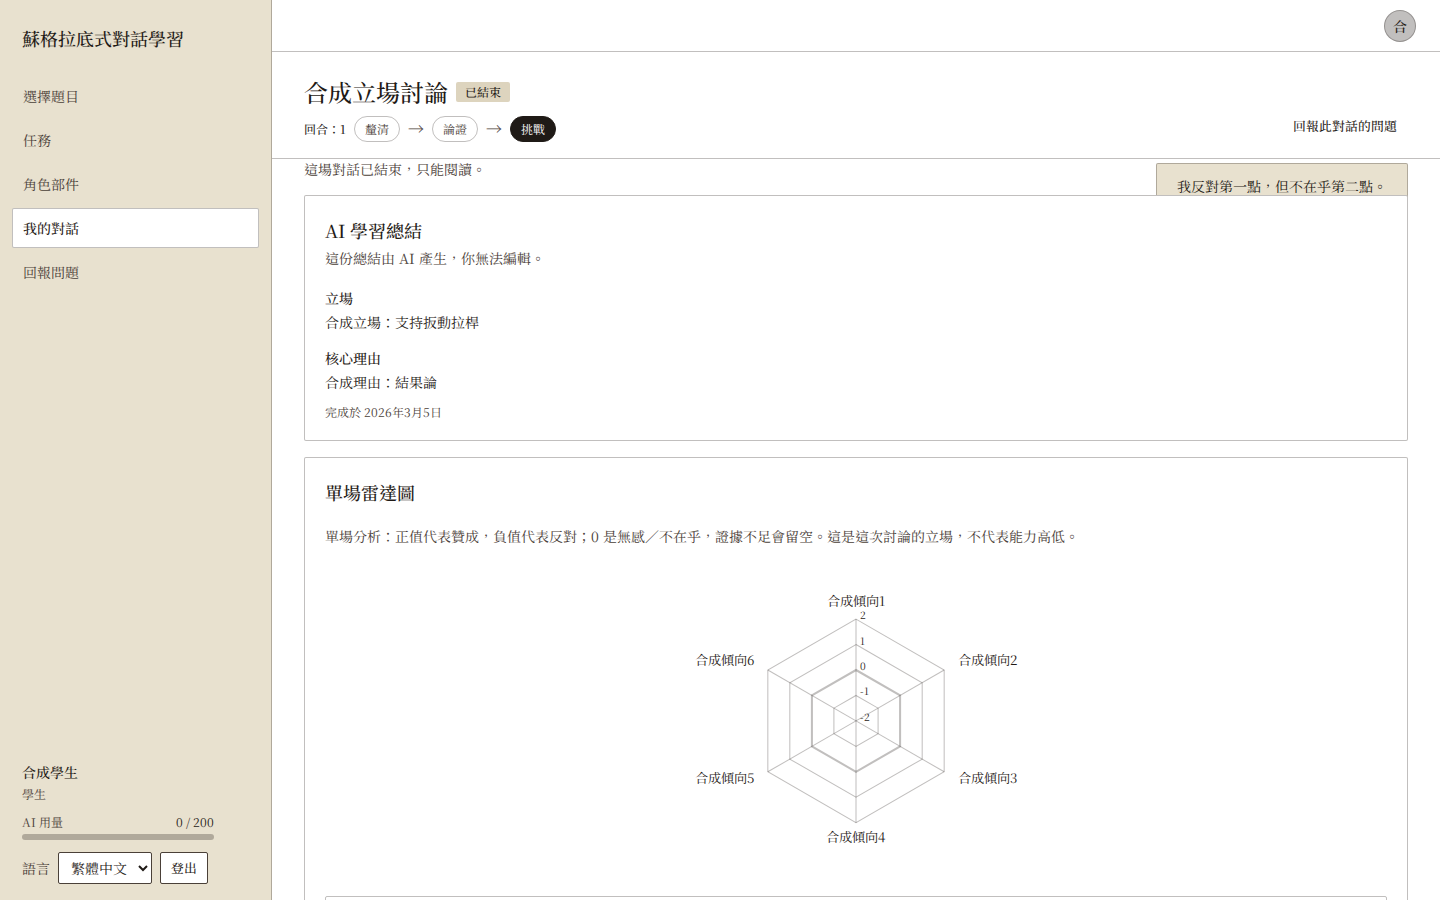 蘇格拉底式對話學習
選擇題目
任務
角色部件
我的對話
回報問題
合成學生
學生
AI 用量 0 / 200
語言 繁體中文 登出
合
合成立場討論 已結束
回合：1 釐清 → 論證 → 挑戰
回報此對話的問題
這場對話已結束，只能閱讀。
我反對第一點，但不在乎第二點。
AI 學習總結
這份總結由 AI 產生，你無法編輯。
立場
合成立場：支持扳動拉桿
核心理由
合成理由：結果論
完成於 2026年3月5日
單場雷達圖
單場分析：正值代表贊成，負值代表反對；0 是無感／不在乎，證據不足會留空。這是這次討論的立場，不代表能力高低。
合成傾向1
2
1
合成傾向6 合成傾向2
0
-1
-2
合成傾向5 合成傾向3
合成傾向4